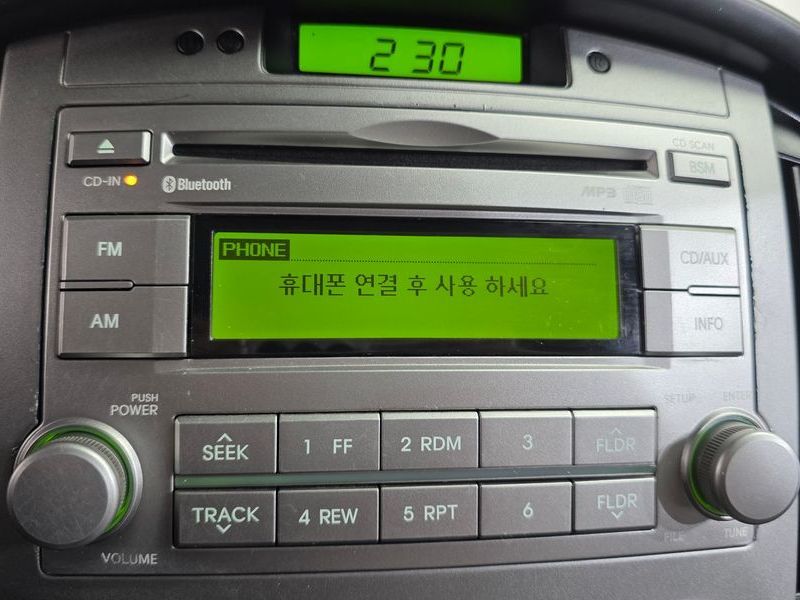 2 30
CD SCAN
BSM
CD-IN
Bluetooth
MP3
FM
PHONE
휴대폰 연결 후 사용 하세요
CD/AUX
AM
INFO
PUSH
POWER
SETUP
ENTER
SEEK
1 FF
2 RDM
3
FLDR
TRACK
4 REW
5 RPT
6
FLDR
VOLUME
FILE
TUNE